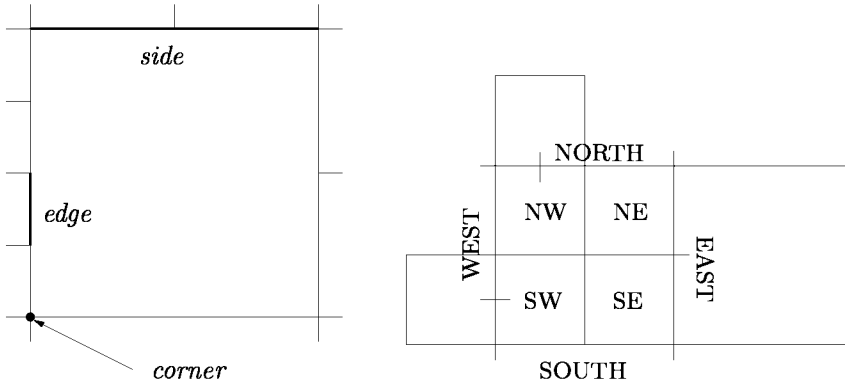 side
edge
corner
NORTH
NW NE
WEST
EAST
SW SE
SOUTH